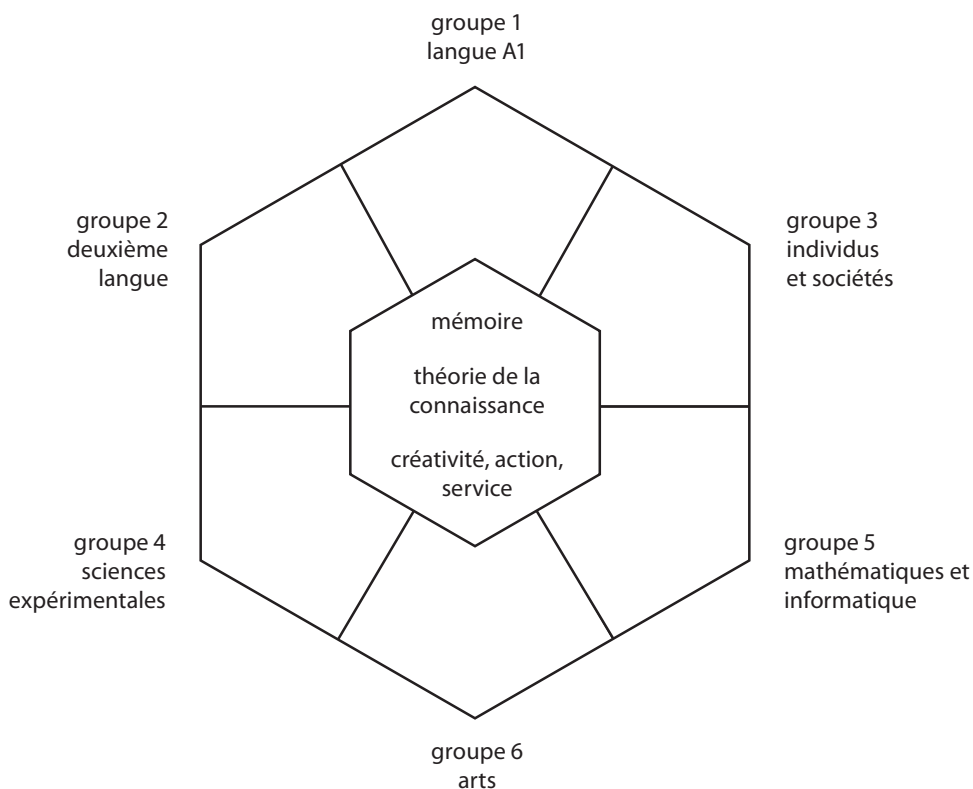 groupe 1
langue A1
groupe 2
deuxième
langue
groupe 3
individus
et sociétés
mémoire
théorie de la
connaissance
créativité, action,
service
groupe 4
sciences
expérimentales
groupe 5
mathématiques et
informatique
groupe 6
arts